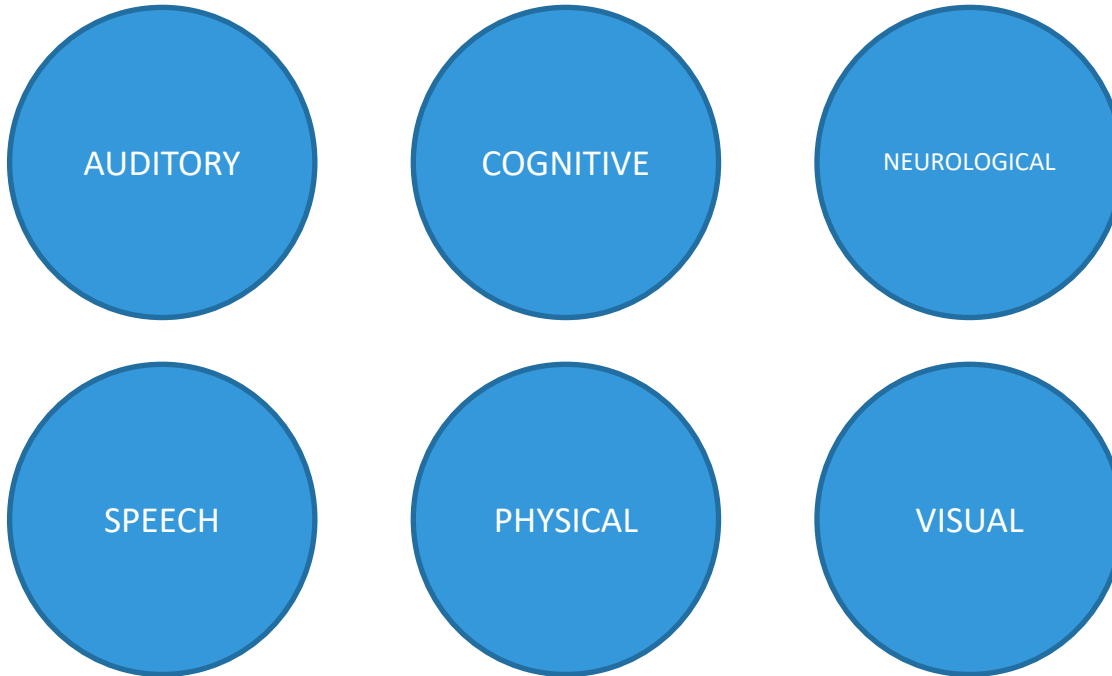 AUDITORY
COGNITIVE
NEUROLOGICAL
SPEECH
PHYSICAL
VISUAL